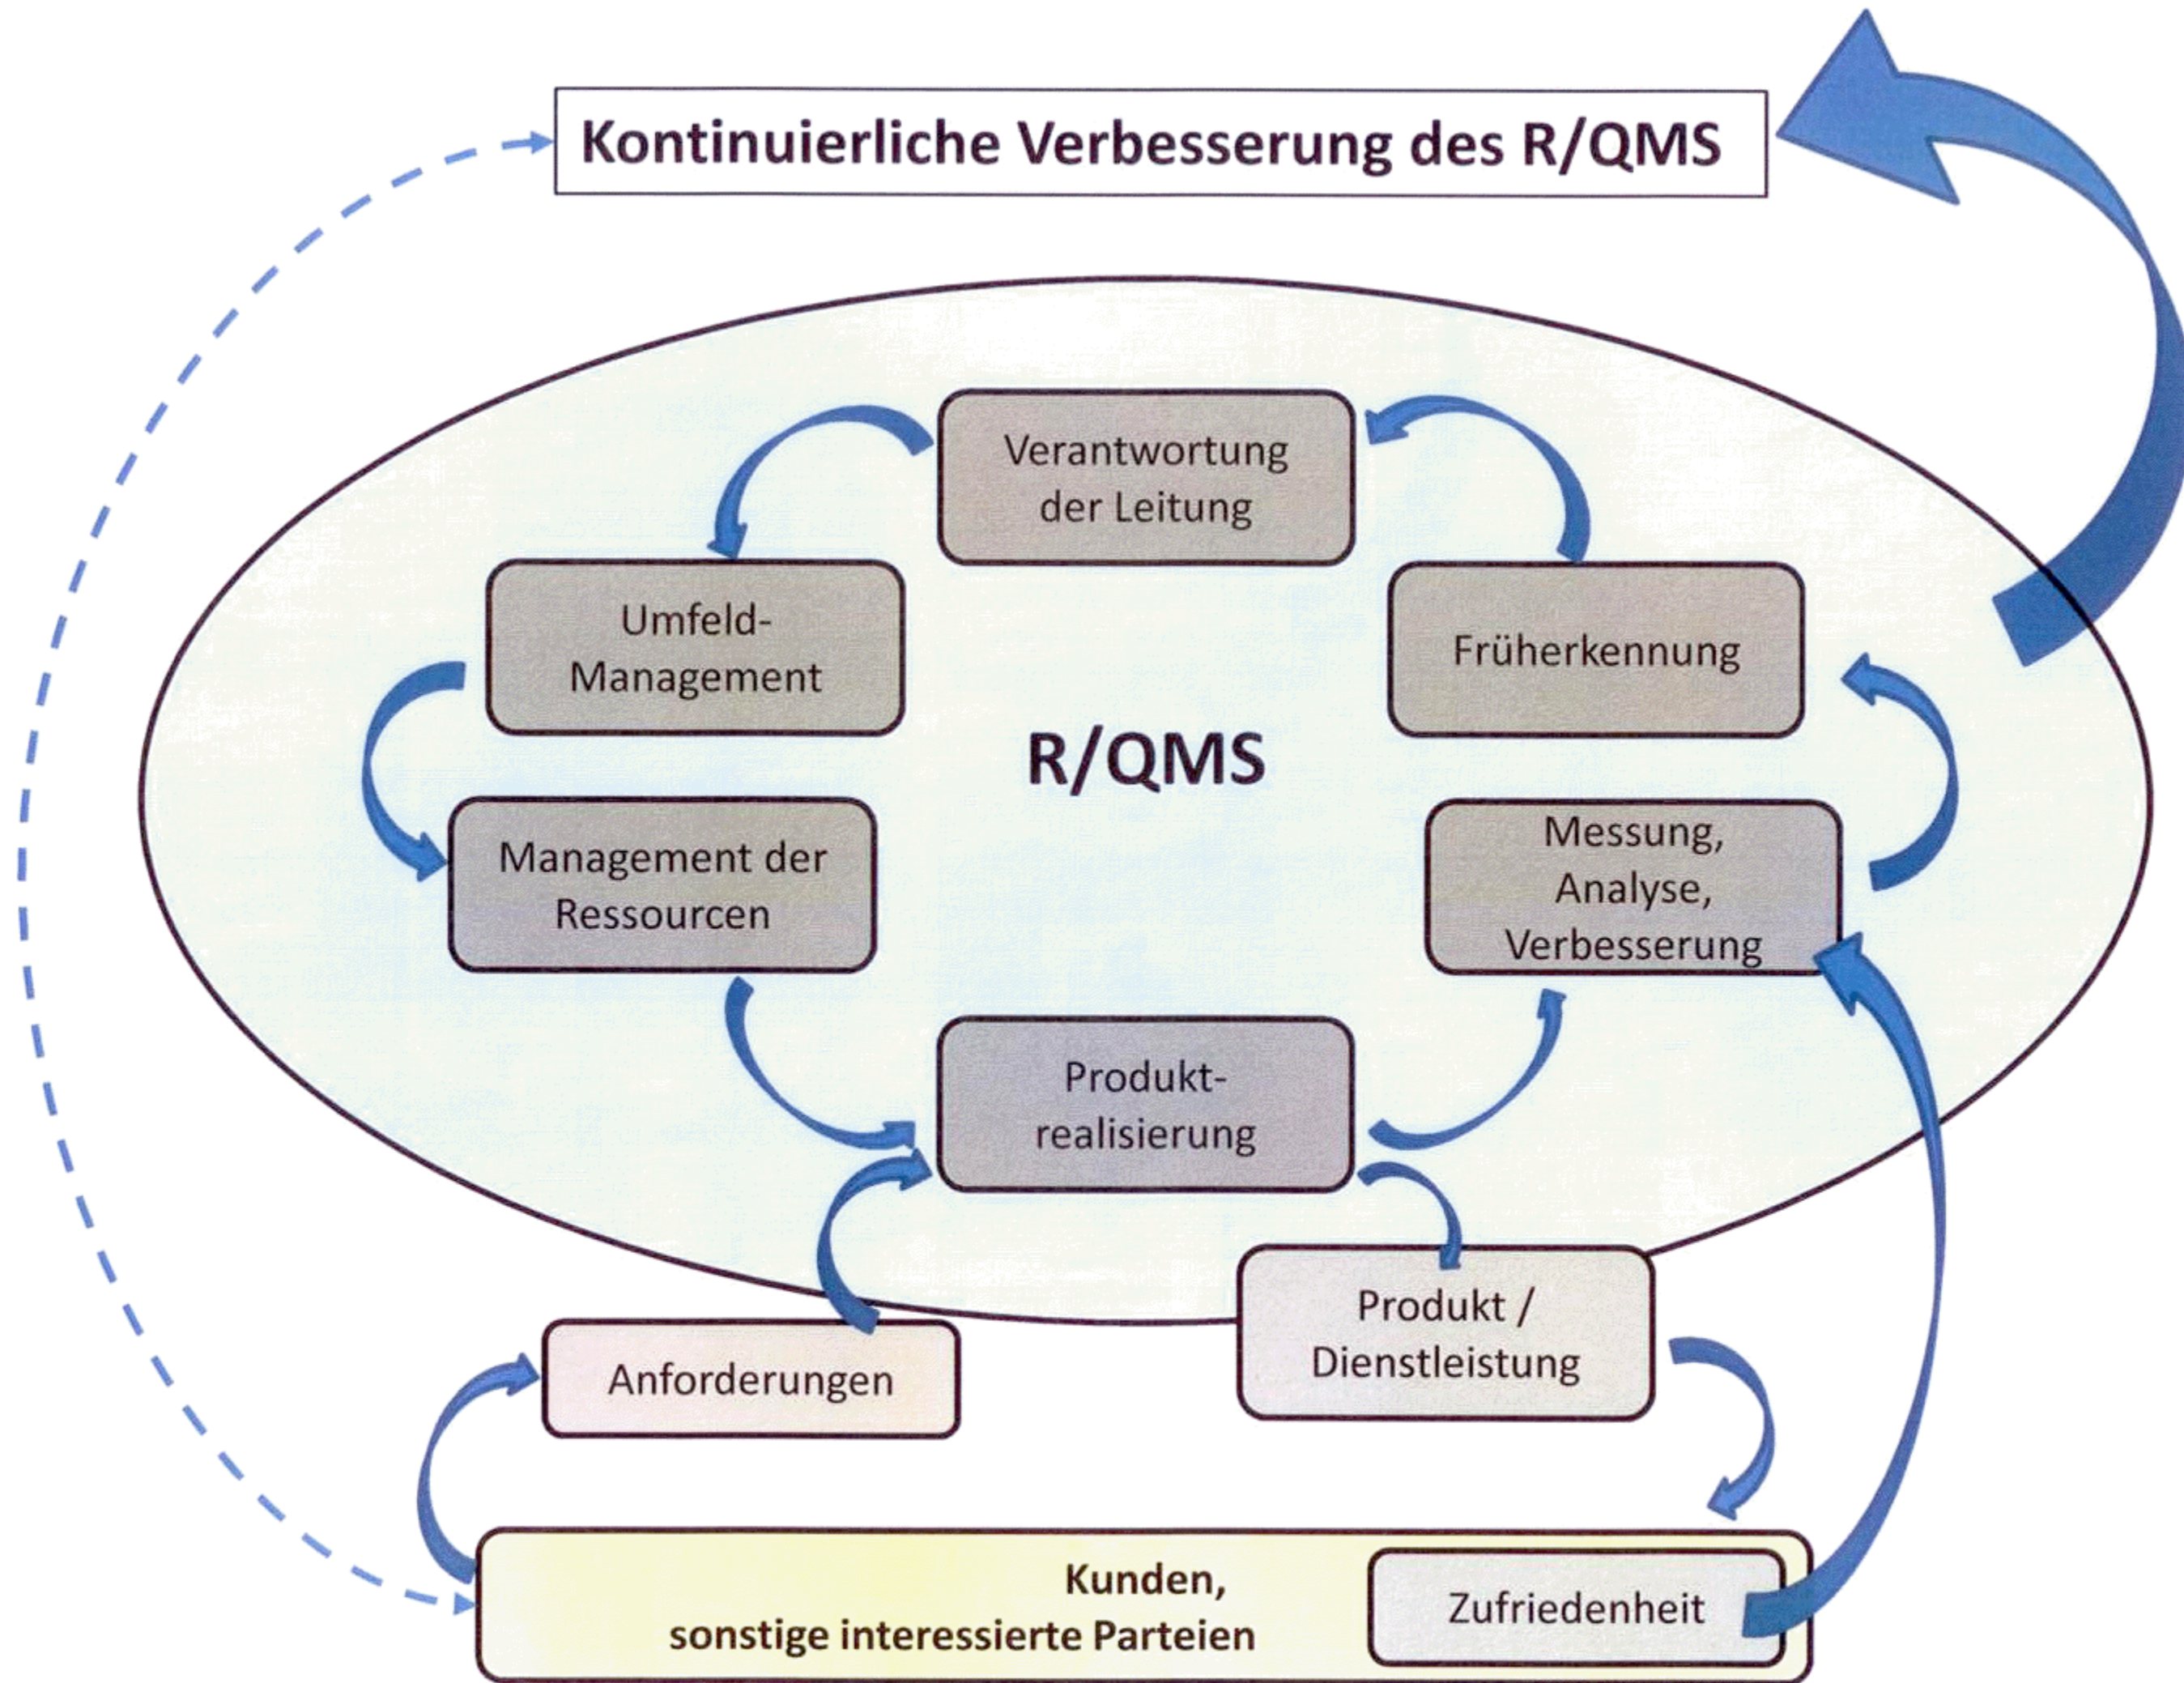 Kontinuierliche Verbesserung des R/QMS
Verantwortung
der Leitung
Umfeld-
Management
Früherkennung
R/QMS
Management der
Ressourcen
Messung,
Analyse,
Verbesserung
Produkt-
realisierung
Produkt /
Dienstleistung
Anforderungen
Kunden,
sonstige interessierte Parteien
Zufriedenheit